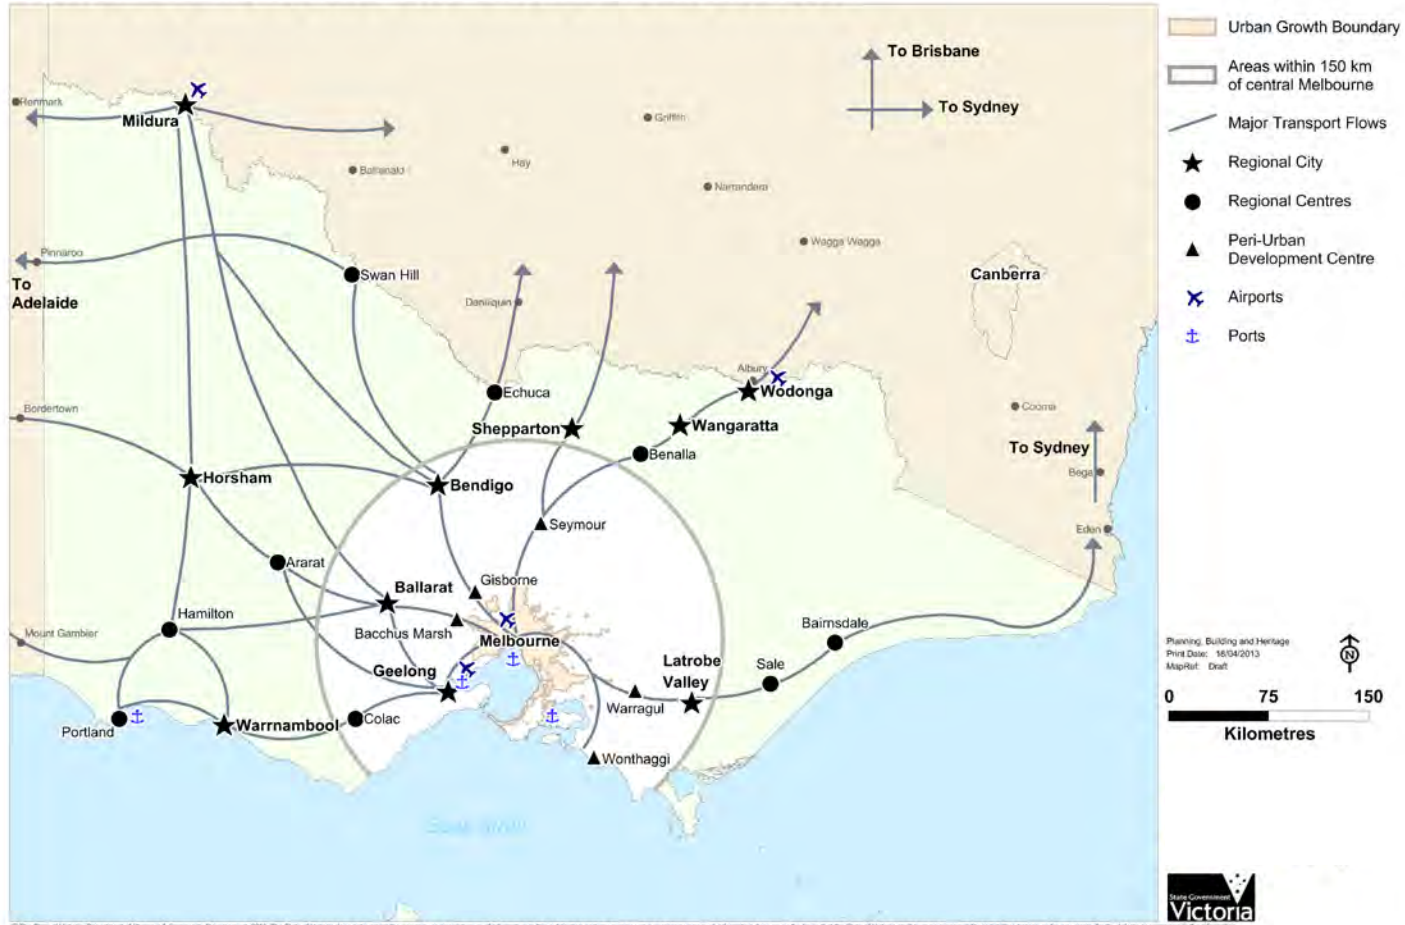 Urban Growth Boundary
Areas within 150 km
of central Melbourne
Major Transport Flows
Regional City
Regional Centres
Peri-Urban
Development Centre
Airports
Ports
To Brisbane
To Sydney
Renmark
Mildura
Griffith
Hay
Balranald
Narrandera
Wagga Wagga
Pinnaroo
To
Adelaide
Swan Hill
Canberra
Deniliquin
Albury
Echuca
Wodonga
Bordertown
Cooma
Shepparton
Wangaratta
To Sydney
Benalla
Bega
Horsham
Bendigo
Seymour
Eden
Ararat
Gisborne
Ballarat
Hamilton
Bacchus Marsh
Melbourne
Bairnsdale
Mount Gambier
Geelong
Latrobe
Valley
Sale
Warragul
Portland
Warrnambool
Colac
Wonthaggi
Planning, Building and Heritage
Print Date: 16/04/2013
MapRef: Draft
N
0 75 150
Kilometres
State Government
Victoria